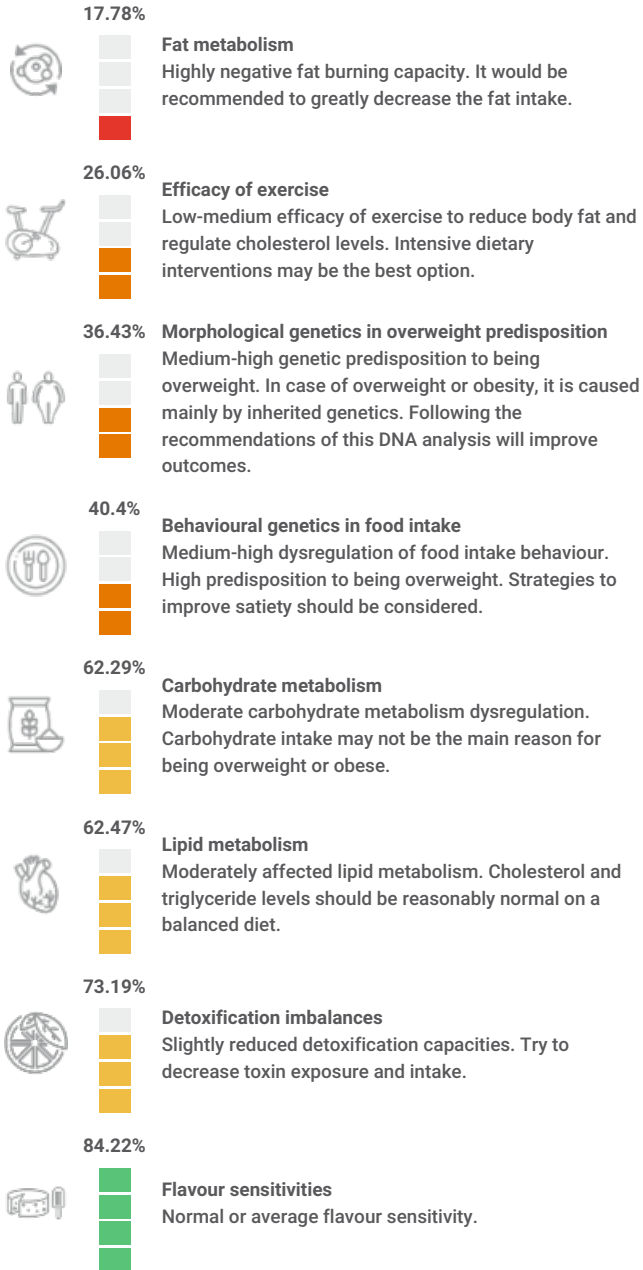 17.78%
Fat metabolism
Highly negative fat burning capacity. It would be
recommended to greatly decrease the fat intake.
26.06%
Efficacy of exercise
Low-medium efficacy of exercise to reduce body fat and
regulate cholesterol levels. Intensive dietary
interventions may be the best option.
36.43%
Morphological genetics in overweight predisposition
Medium-high genetic predisposition to being
overweight. In case of overweight or obesity, it is caused
mainly by inherited genetics. Following the
recommendations of this DNA analysis will improve
outcomes.
40.4%
Behavioural genetics in food intake
Medium-high dysregulation of food intake behaviour.
High predisposition to being overweight. Strategies to
improve satiety should be considered.
62.29%
Carbohydrate metabolism
Moderate carbohydrate metabolism dysregulation.
Carbohydrate intake may not be the main reason for
being overweight or obese.
62.47%
Lipid metabolism
Moderately affected lipid metabolism. Cholesterol and
triglyceride levels should be reasonably normal on a
balanced diet.
73.19%
Detoxification imbalances
Slightly reduced detoxification capacities. Try to
decrease toxin exposure and intake.
84.22%
Flavour sensitivities
Normal or average flavour sensitivity.